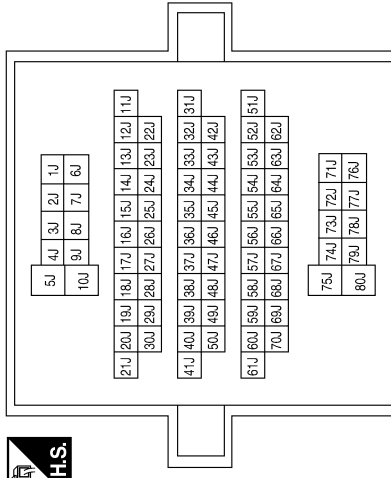 H.S.
5J 4J 3J 2J 1J
10J 9J 8J 7J 6J
21J 20J 19J 18J 17J 16J 15J 14J 13J 12J 11J
30J 29J 28J 27J 26J 25J 24J 23J 22J
41J 40J 39J 38J 37J 36J 35J 34J 33J 32J 31J
50J 49J 48J 47J 46J 45J 44J 43J 42J
61J 60J 59J 58J 57J 56J 55J 54J 53J 52J 51J
70J 69J 68J 67J 66J 65J 64J 63J 62J
75J 74J 73J 72J 71J
80J 79J 78J 77J 76J